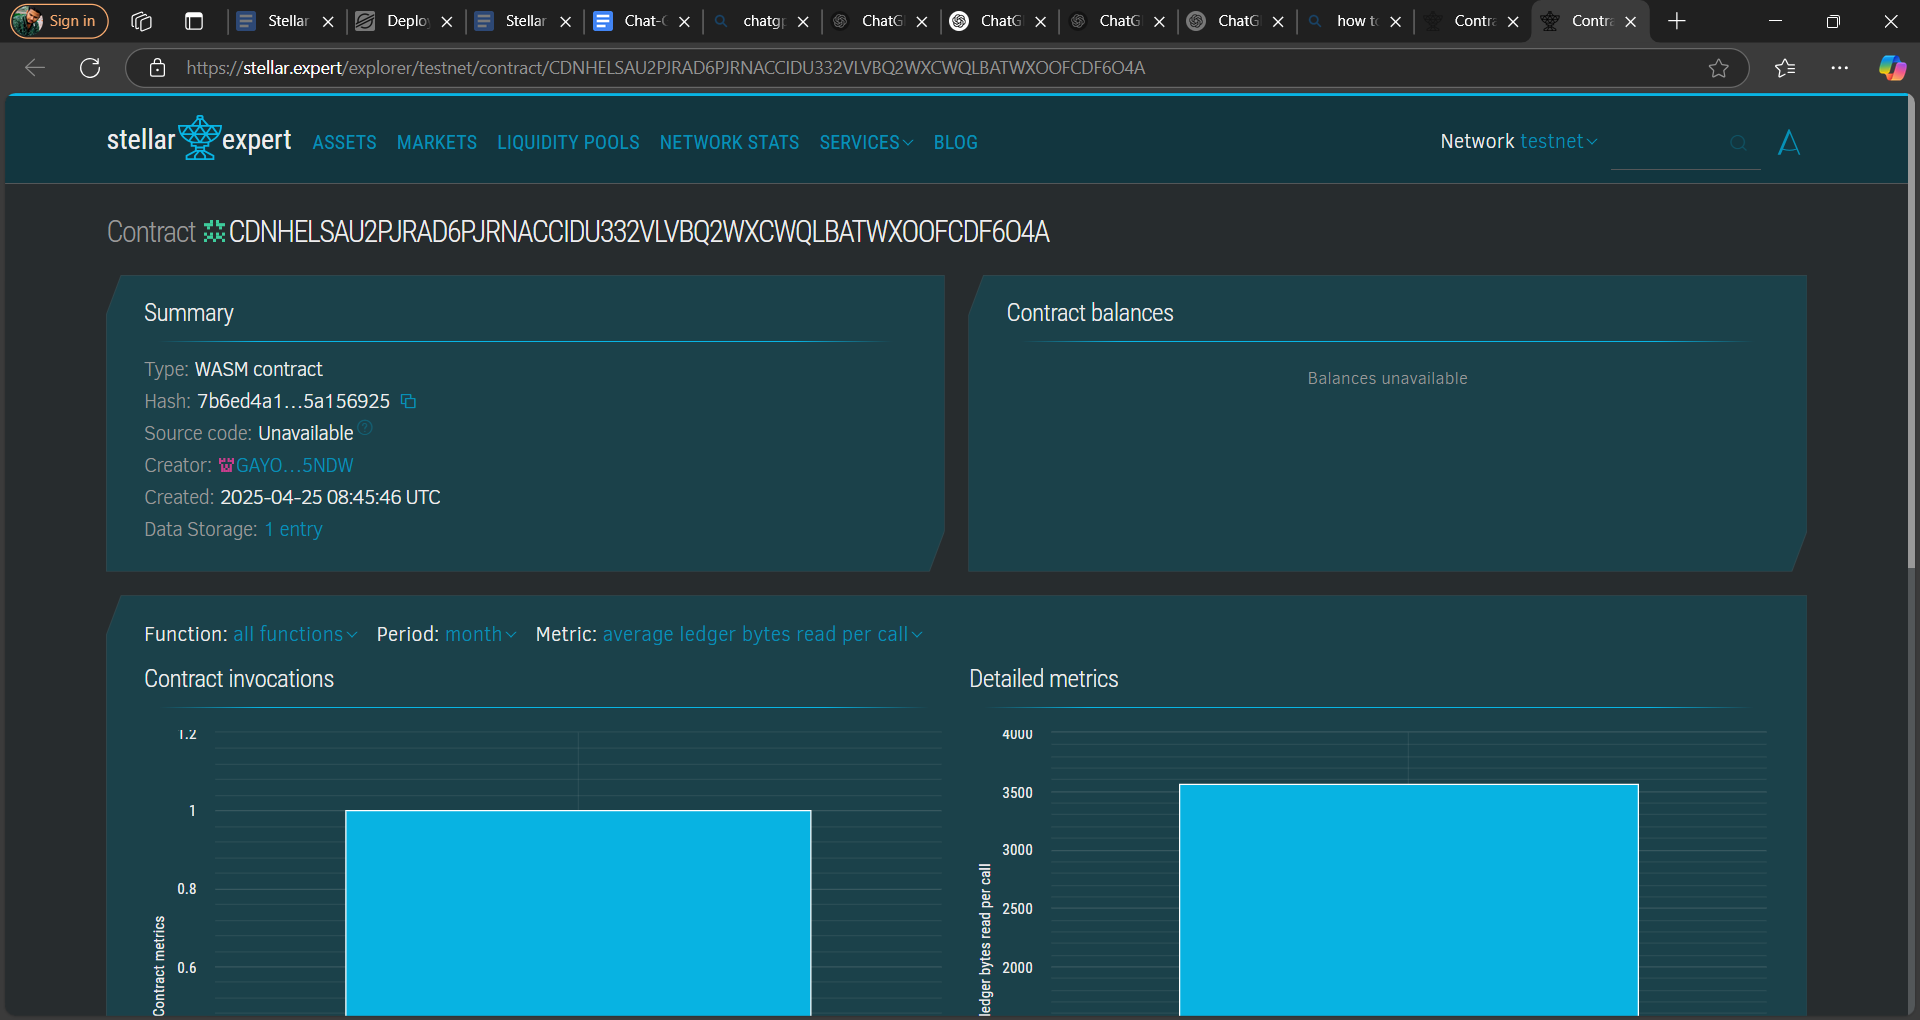 Sign in
Stellar
Deplo
Stellar
Chat-
chatg
ChatG
ChatG
ChatG
ChatG
how t
Contra
Contra
https://stellar.expert/explorer/testnet/contract/CDNHELSAU2PJRAD6PJRNACCIDU332VLVBQ2WXCWQLBATWXOOFCDF6O4A
stellar expert
ASSETS
MARKETS
LIQUIDITY POOLS
NETWORK STATS
SERVICES
BLOG
Network testnet
Contract CDNHELSAU2PJRAD6PJRNACCIDU332VLVBQ2WXCWQLBATWXOOFCDF6O4A
Summary
Type: WASM contract
Hash: 7b6ed4a1…5a156925
Source code: Unavailable
Creator: GAYO…5NDW
Created: 2025-04-25 08:45:46 UTC
Data Storage: 1 entry
Contract balances
Balances unavailable
Function: all functions Period: month Metric: average ledger bytes read per call
Contract invocations
1.2
1
0.8
0.6
Contract metrics
Detailed metrics
4000
3500
3000
2500
2000
ledger bytes read per call